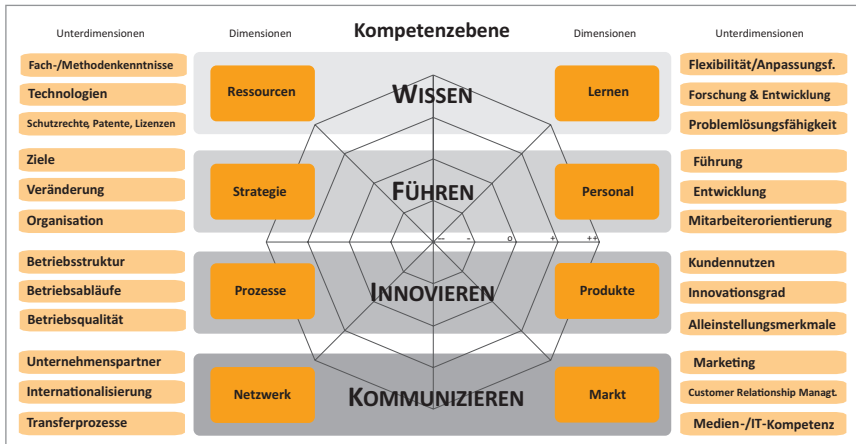 Unterdimensionen
Dimensionen
Kompetenzebene
Dimensionen
Unterdimensionen
Fach-/Methodenkenntnisse
Technologien
Schutzrechte, Patente, Lizenzen
Ressourcen
WISSEN
Lernen
Flexibilität/Anpassungsf.
Forschung & Entwicklung
Problemlösungsfähigkeit
Ziele
Veränderung
Organisation
Strategie
FÜHREN
Personal
Führung
Entwicklung
Mitarbeiterorientierung
-- - o + ++
Betriebsstruktur
Betriebsabläufe
Betriebsqualität
Prozesse
INNOVIEREN
Produkte
Kundennutzen
Innovationsgrad
Alleinstellungsmerkmale
Unternehmenspartner
Internationalisierung
Transferprozesse
Netzwerk
KOMMUNIZIEREN
Markt
Marketing
Customer Relationship Managt.
Medien-/IT-Kompetenz